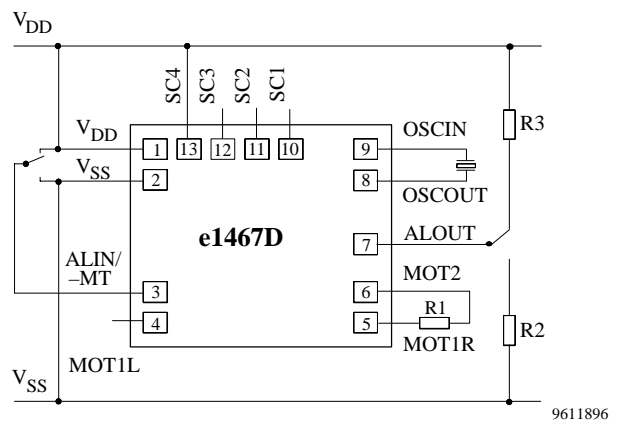 VDD
SC4 SC3 SC2 SC1
VDD
VSS
1 13 12 11 10 9
2 8
OSCIN
OSCOUT
R3
e1467D
7 ALOUT
ALIN/
–MT
3
4
MOT1L
MOT2
6
5
R1
MOT1R
R2
VSS
9611896